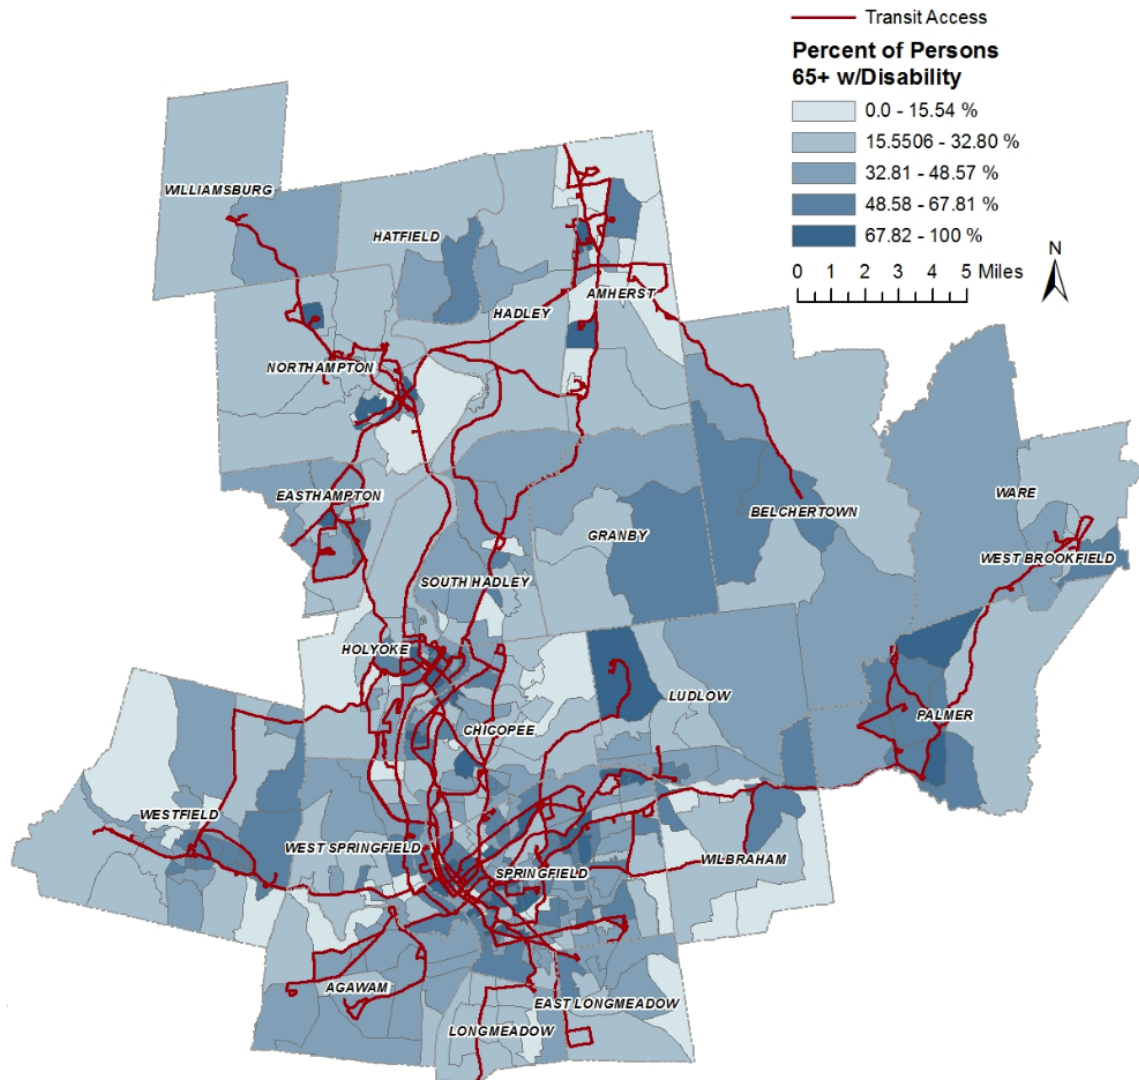 Transit Access
Percent of Persons
65+ w/Disability
0.0 - 15.54 %
15.5506 - 32.80 %
32.81 - 48.57 %
48.58 - 67.81 %
67.82 - 100 %
0 1 2 3 4 5 Miles
N
WILLIAMSBURG
HATFIELD
AMHERST
HADLEY
NORTHAMPTON
EASTHAMPTON
WARE
BELCHERTOWN
GRANBY
WEST BROOKFIELD
SOUTH HADLEY
HOLYOKE
LUDLOW
PALMER
CHICOPEE
WESTFIELD
WEST SPRINGFIELD
WILBRAHAM
SPRINGFIELD
AGAWAM
EAST LONGMEADOW
LONGMEADOW